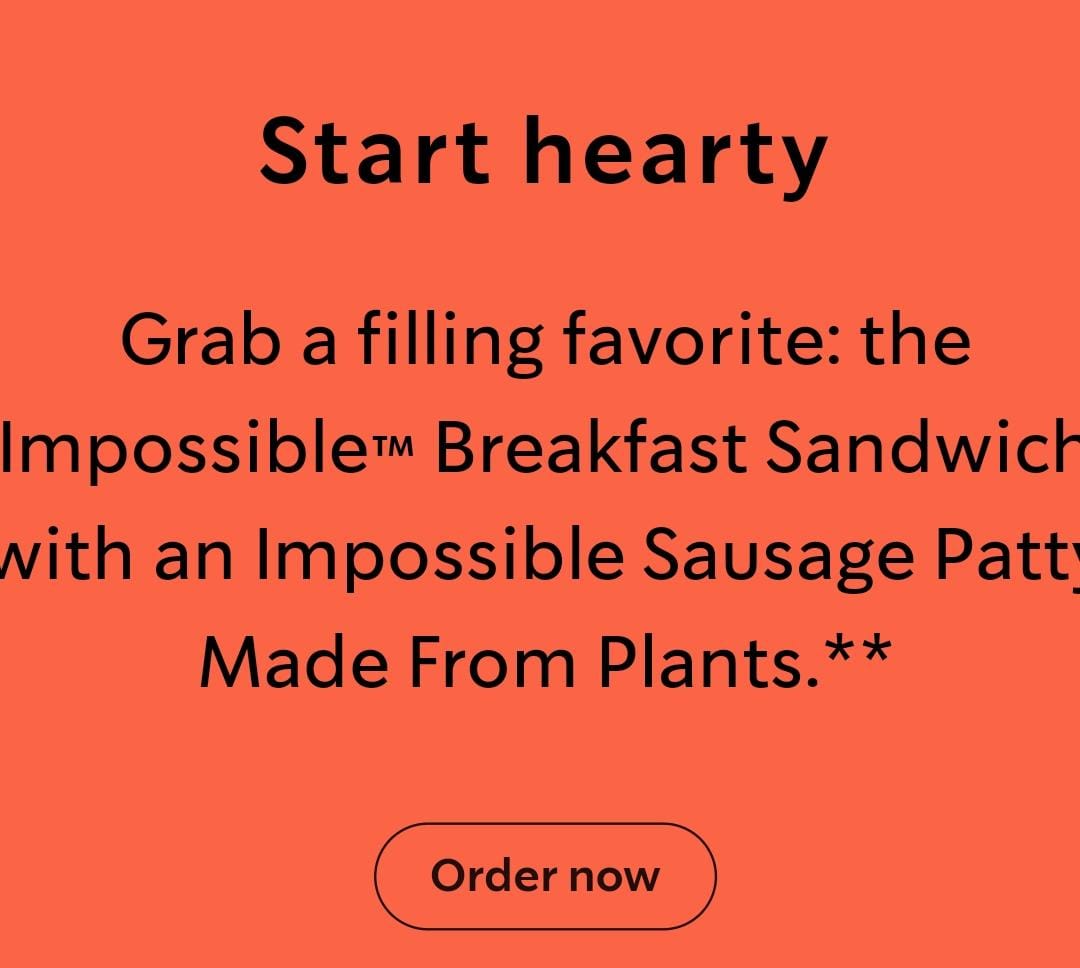 Start hearty
Grab a filling favorite: the
Impossible™ Breakfast Sandwich
with an Impossible Sausage Patty
Made From Plants.**
Order now